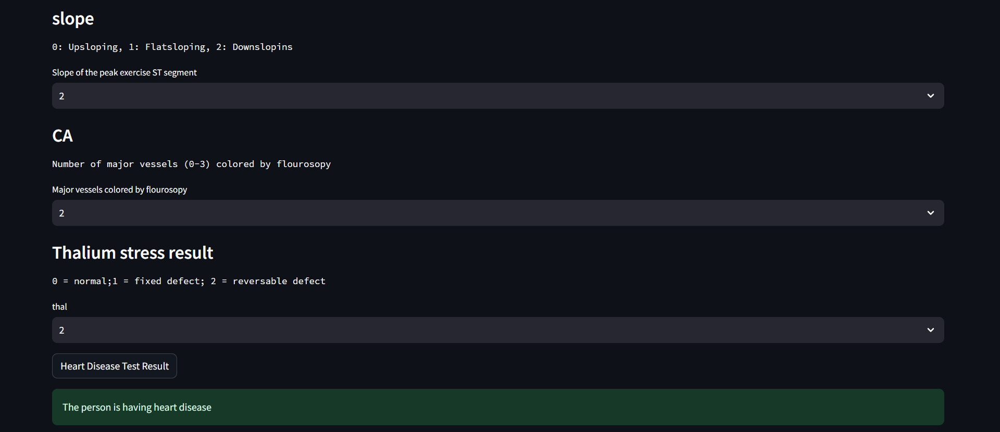 slope
0: Upsloping, 1: Flatsloping, 2: Downslopins
Slope of the peak exercise ST segment
2
CA
Number of major vessels (0-3) colored by flourosopy
Major vessels colored by flourosopy
2
Thalium stress result
0 = normal;1 = fixed defect; 2 = reversable defect
thal
2
Heart Disease Test Result
The person is having heart disease